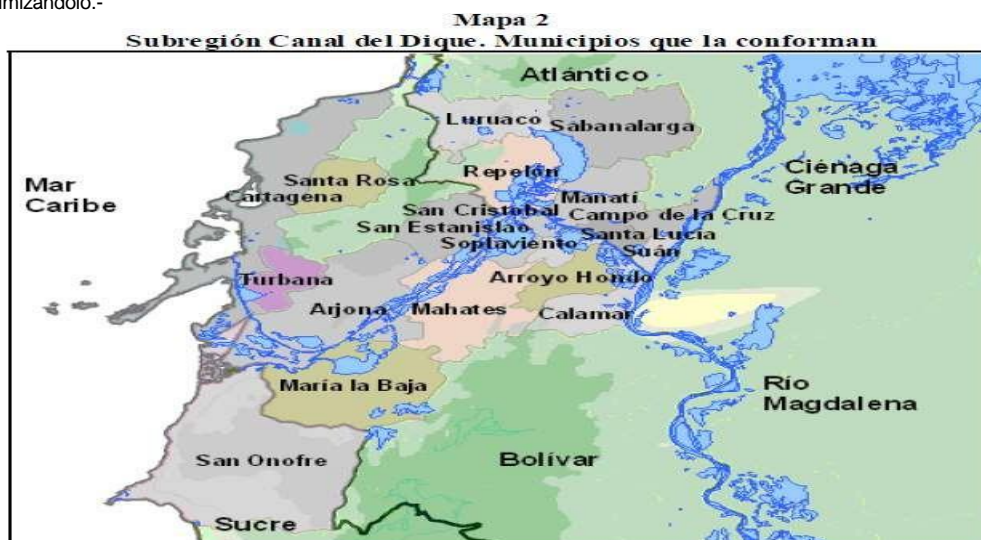 imizándolo.-
Mapa 2
Subregión Canal del Dique. Municipios que la conforman
Atlántico
Luruaco
Sabanalarga
Ciénaga
Grande
Repelón
Mar
Caribe
Santa Rosa
Cartagena
Manatí
San Cristobal
Campo de la Cruz
San Estanislao
Santa Lucía
Soplaviento
Suán
Turbana
Arroyo Hondo
Arjona
Mahates
Calamar
María la Baja
Río
Magdalena
San Onofre
Bolívar
Sucre